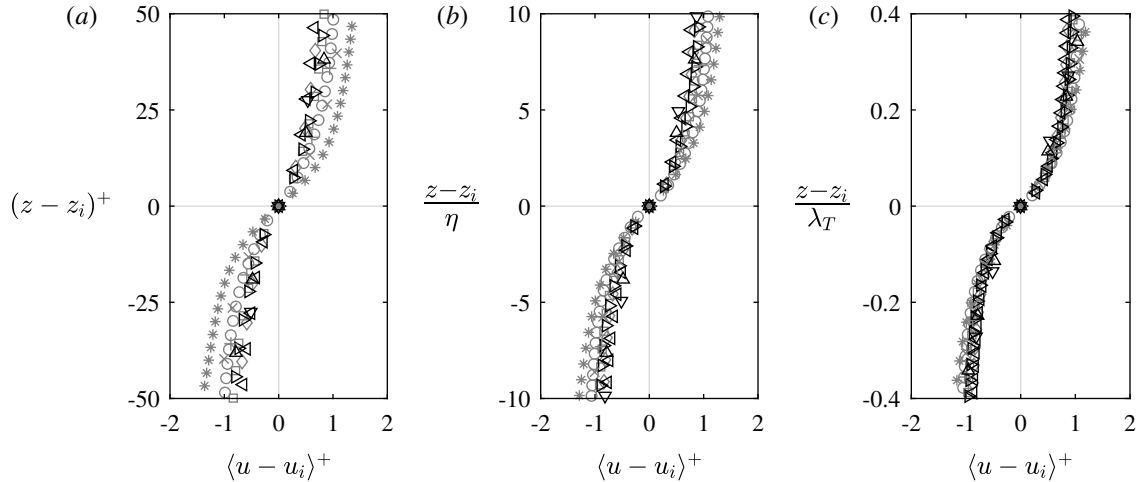 (a)
50
25
0
-25
-50
(z − z_i)^+
-2 -1 0 1 2
⟨u − u_i⟩^+
(b)
10
5
0
-5
-10
z−z_i
η
-2 -1 0 1 2
⟨u − u_i⟩^+
(c)
0.4
0.2
0
-0.2
-0.4
z−z_i
λ_T
-2 -1 0 1 2
⟨u − u_i⟩^+